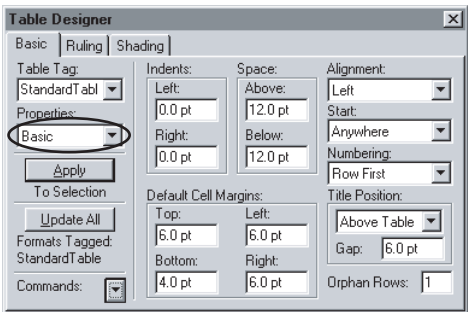 Table Designer
Basic Ruling Shading
Table Tag:
StandardTabl
Properties:
Basic
Apply
To Selection
Update All
Formats Tagged:
StandardTable
Commands:
Indents:
Left:
0.0 pt
Right:
0.0 pt
Space:
Above:
12.0 pt
Below:
12.0 pt
Default Cell Margins:
Top:
6.0 pt
Left:
6.0 pt
Bottom:
4.0 pt
Right:
6.0 pt
Alignment:
Left
Start:
Anywhere
Numbering:
Row First
Title Position:
Above Table
Gap: 6.0 pt
Orphan Rows: 1